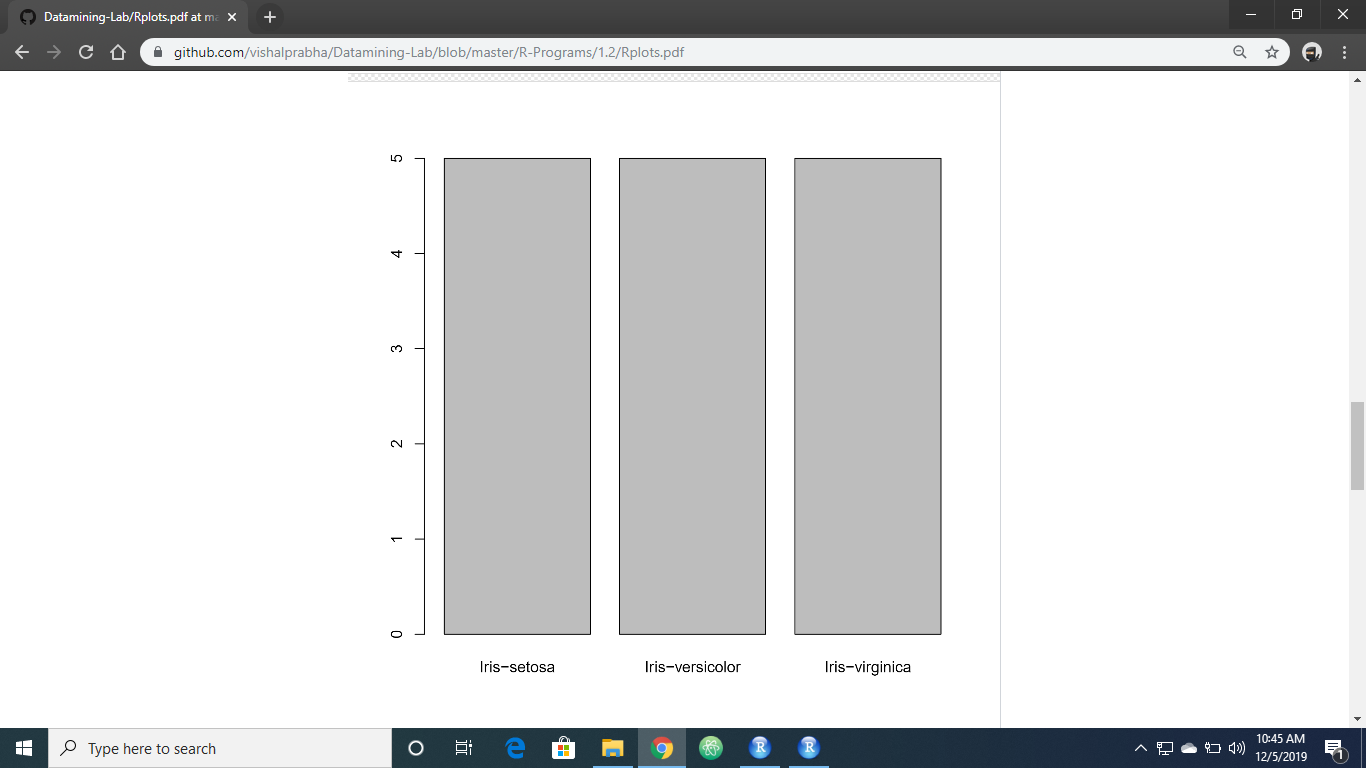 Datamining-Lab/Rplots.pdf at ma
github.com/vishalprabha/Datamining-Lab/blob/master/R-Programs/1.2/Rplots.pdf
5
4
3
2
1
0
Iris−setosa Iris−versicolor Iris−virginica
Type here to search
R
R
10:45 AM
12/5/2019
1